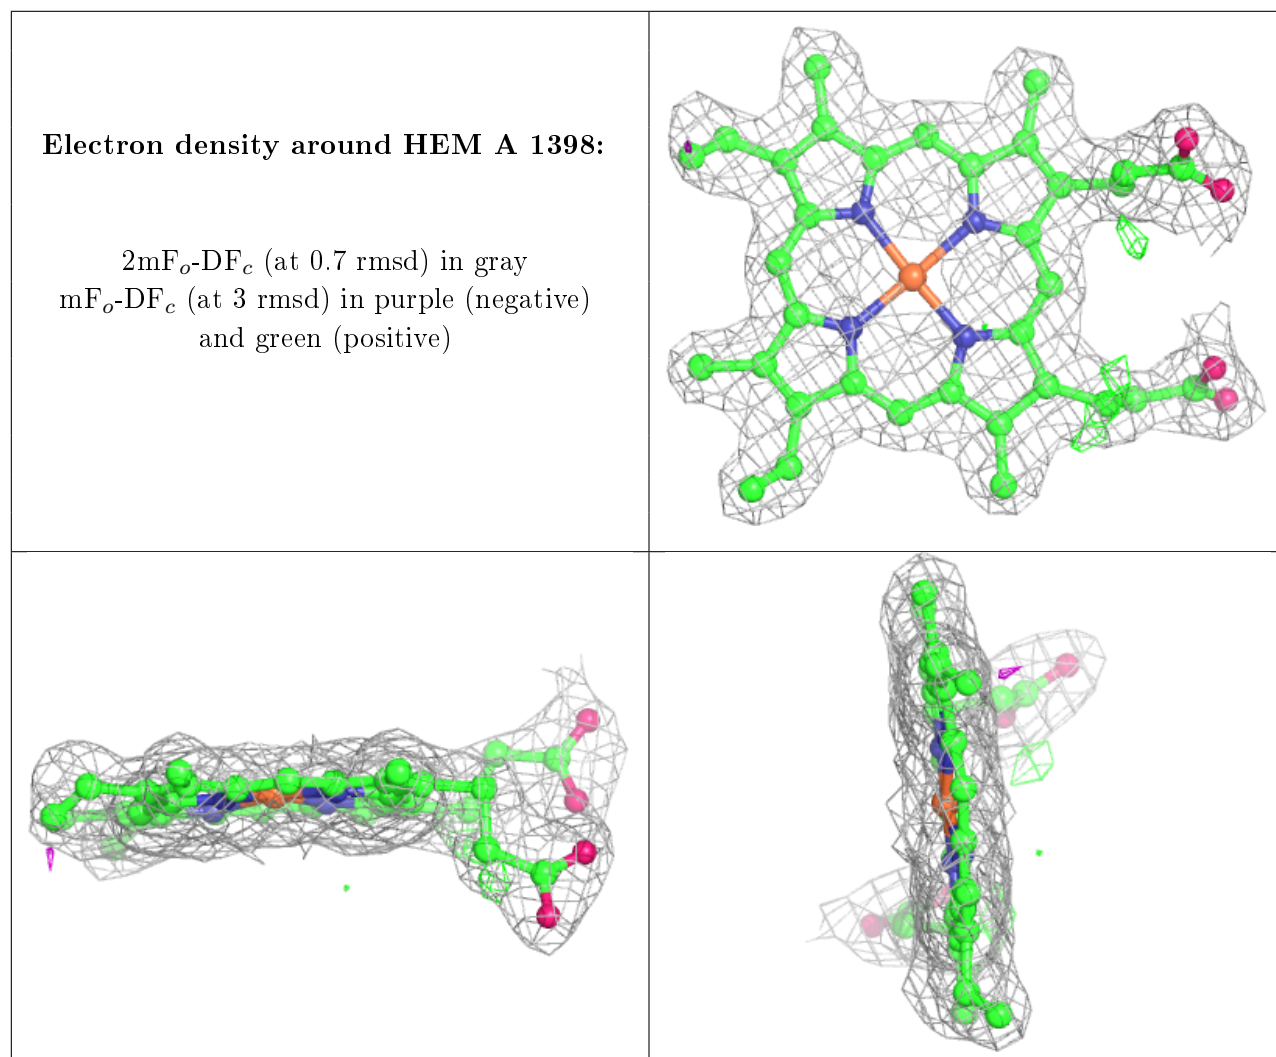 Electron density around HEM A 1398:
2mFo-DFc (at 0.7 rmsd) in gray
mFo-DFc (at 3 rmsd) in purple (negative)
and green (positive)